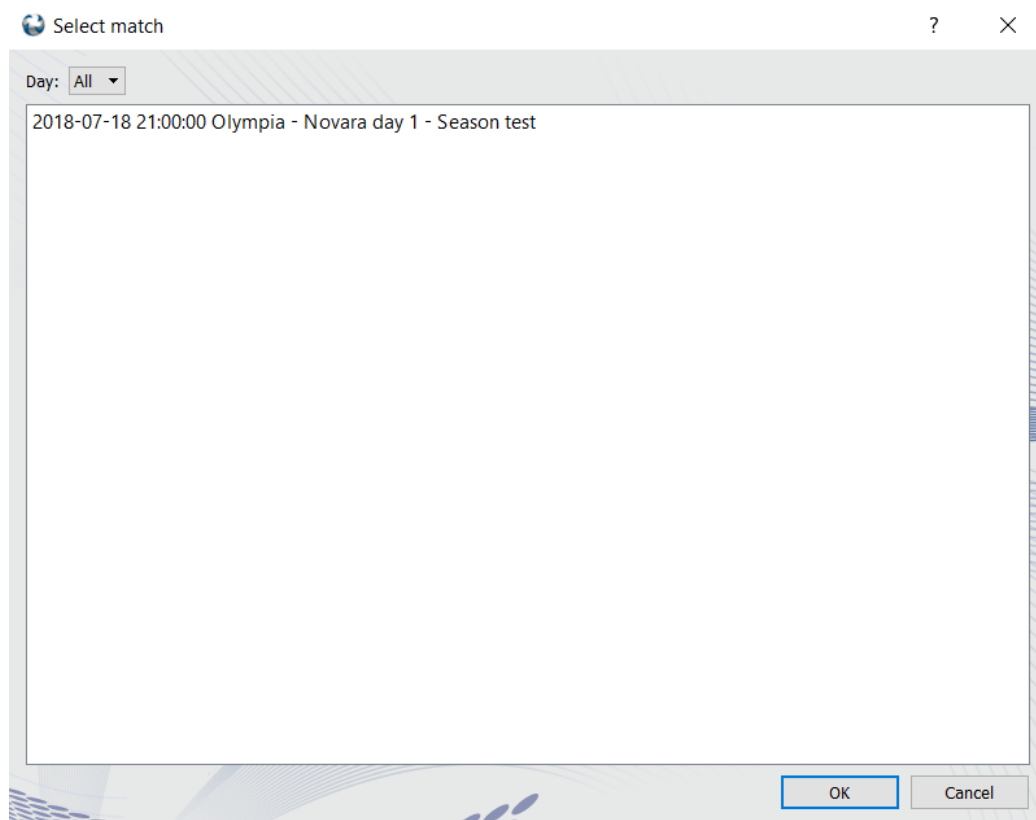 Select match
?
Day: All
2018-07-18 21:00:00 Olympia - Novara day 1 - Season test
OK Cancel